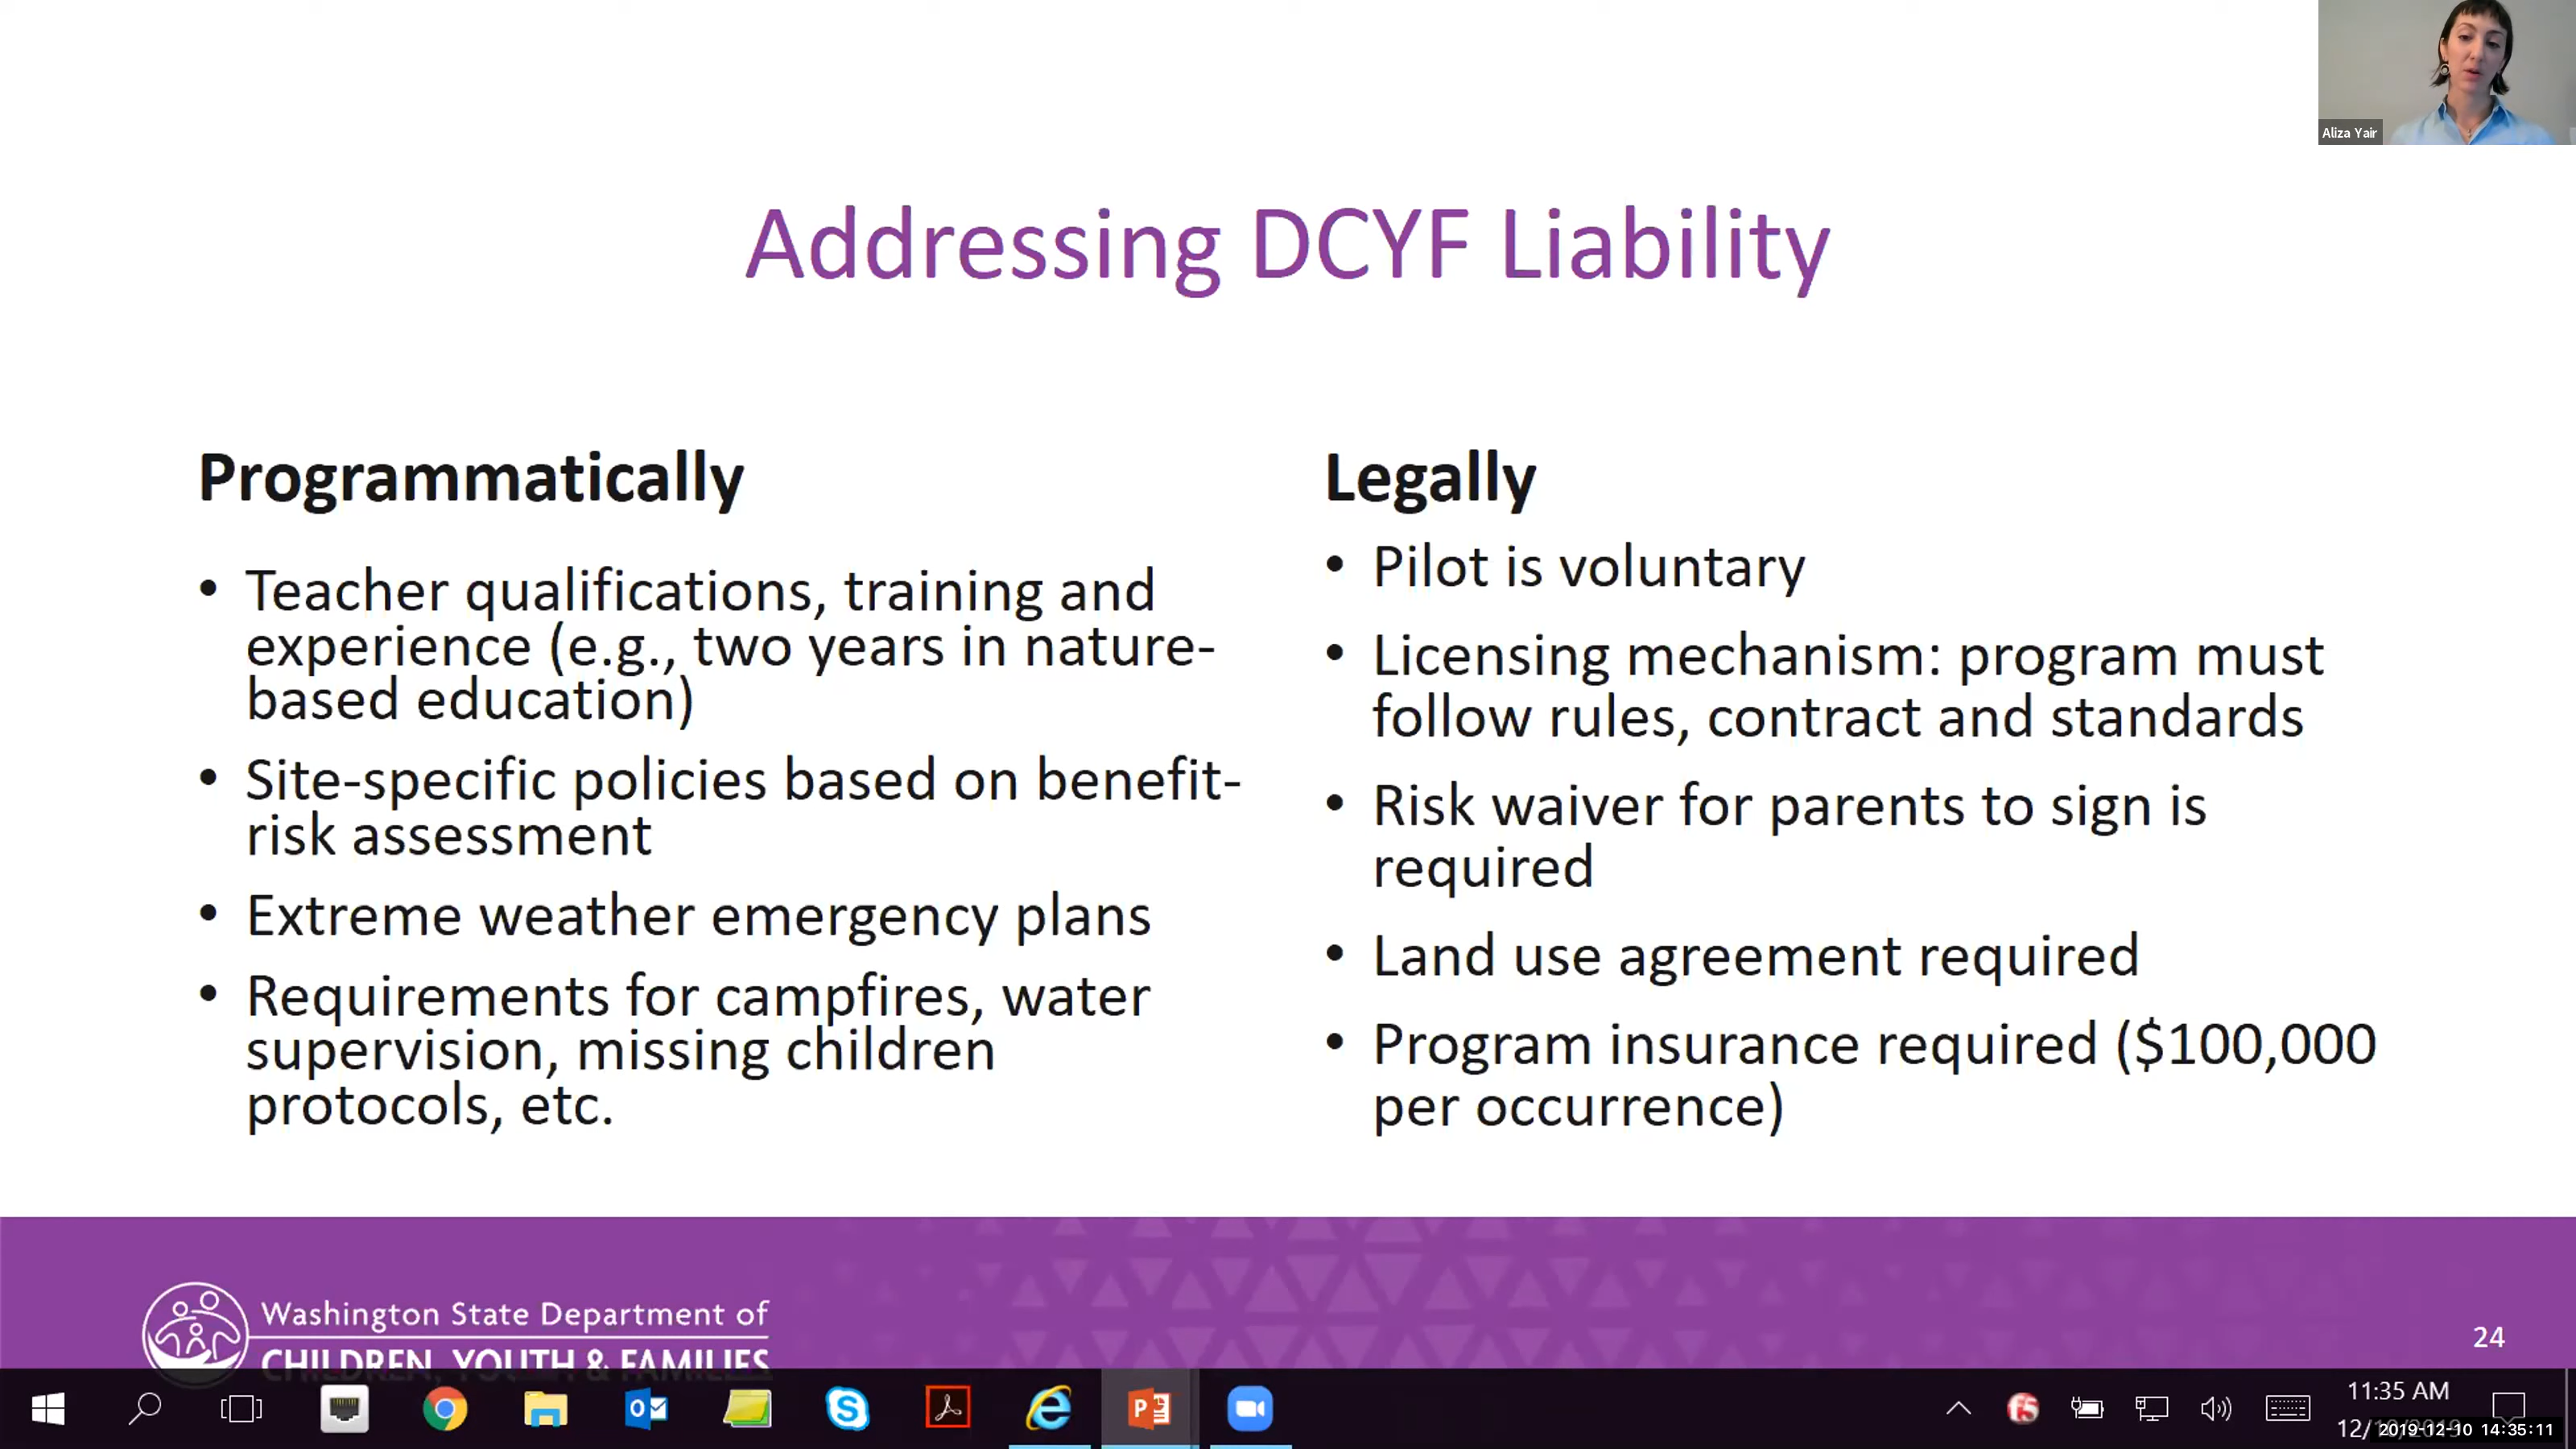 Aliza Yair
Addressing DCYF Liability
Programmatically
• Teacher qualifications, training and
experience (e.g., two years in nature-
based education)
• Site-specific policies based on benefit-
risk assessment
• Extreme weather emergency plans
• Requirements for campfires, water
supervision, missing children
protocols, etc.
Legally
• Pilot is voluntary
• Licensing mechanism: program must
follow rules, contract and standards
• Risk waiver for parents to sign is
required
• Land use agreement required
• Program insurance required ($100,000
per occurrence)
Washington State Department of
CHILDREN, YOUTH & FAMILIES
24
11:35 AM
2019-12-10 14:35:11